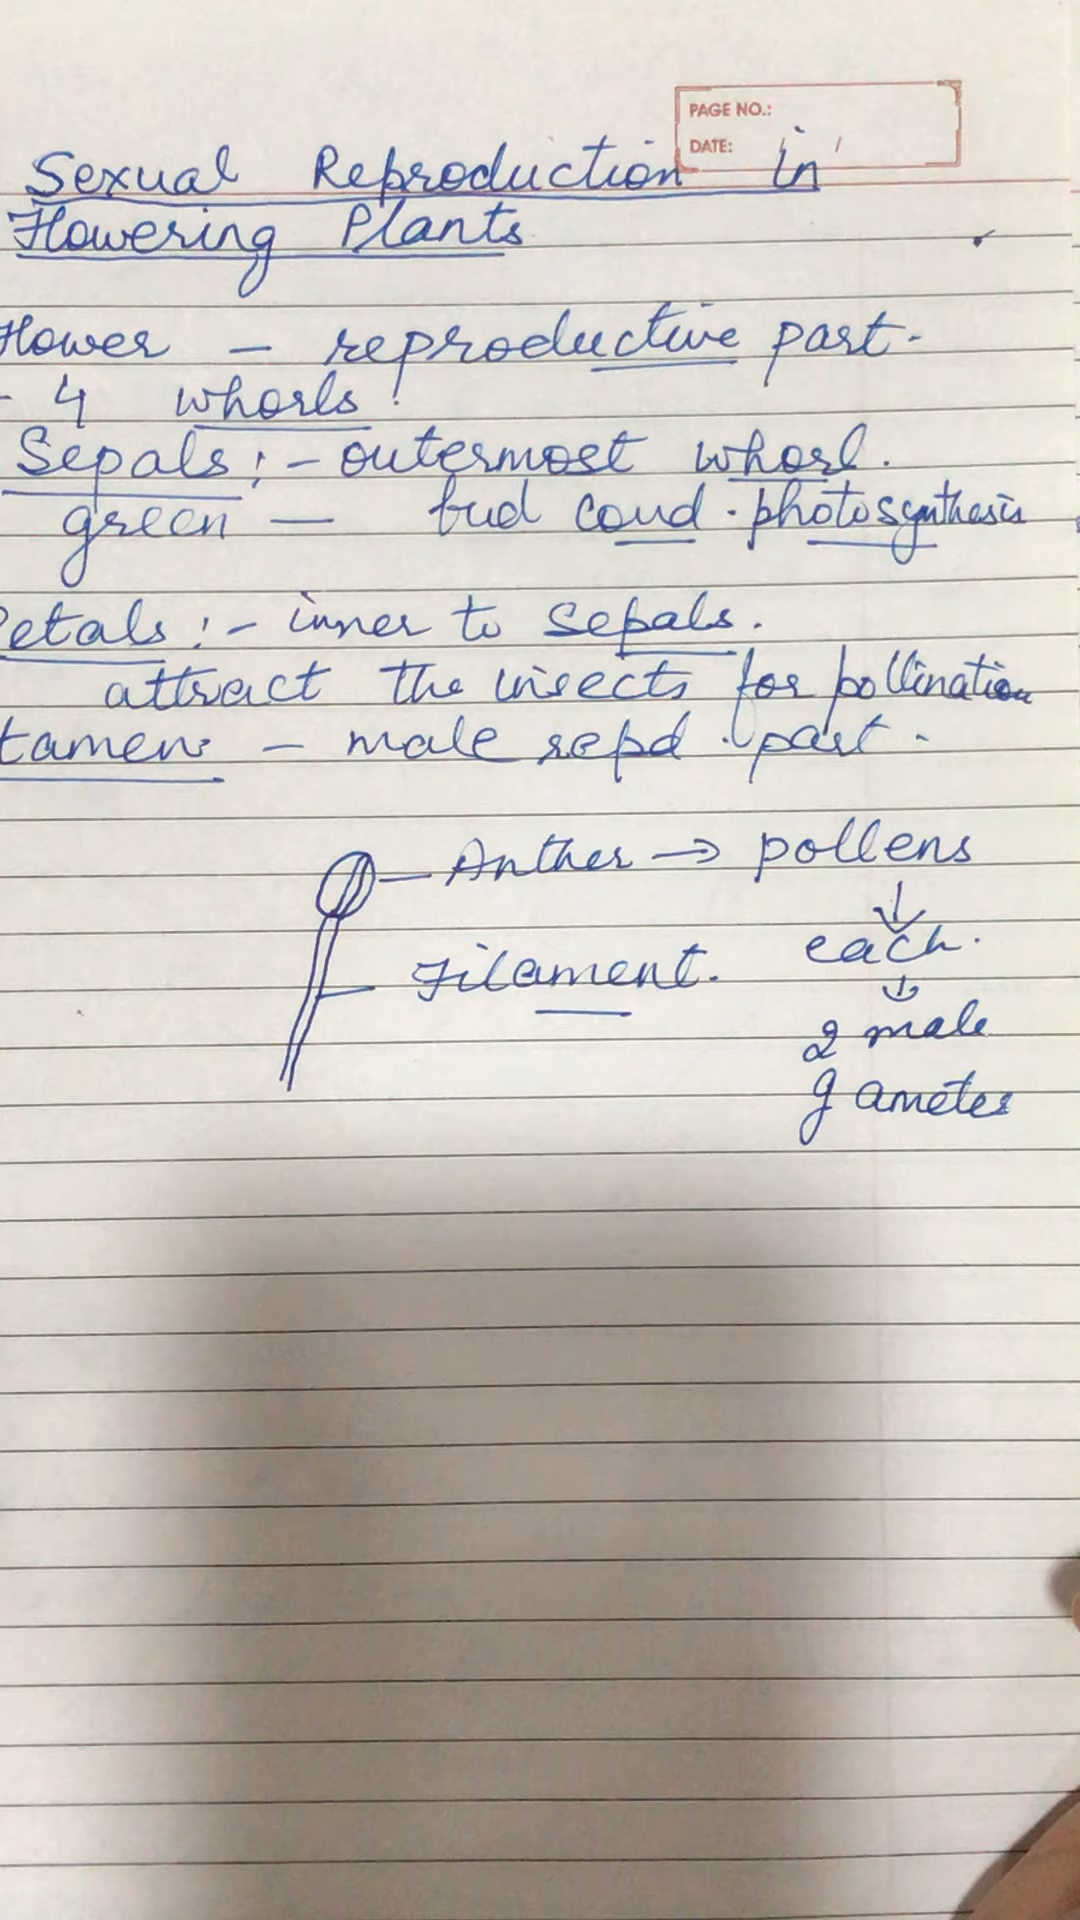 PAGE NO.:
DATE: / /
Sexual Reproduction in
Flowering Plants
Flower - reproductive part.
- 4 whorls.
Sepals :- outermost whorl.
green - bud cond. photosynthesis
Petals :- inner to sepals.
attract the insects for pollination
tamen - male repd. part.
Anther → pollens
↓
each.
Filament.
↓
2 male
gametes